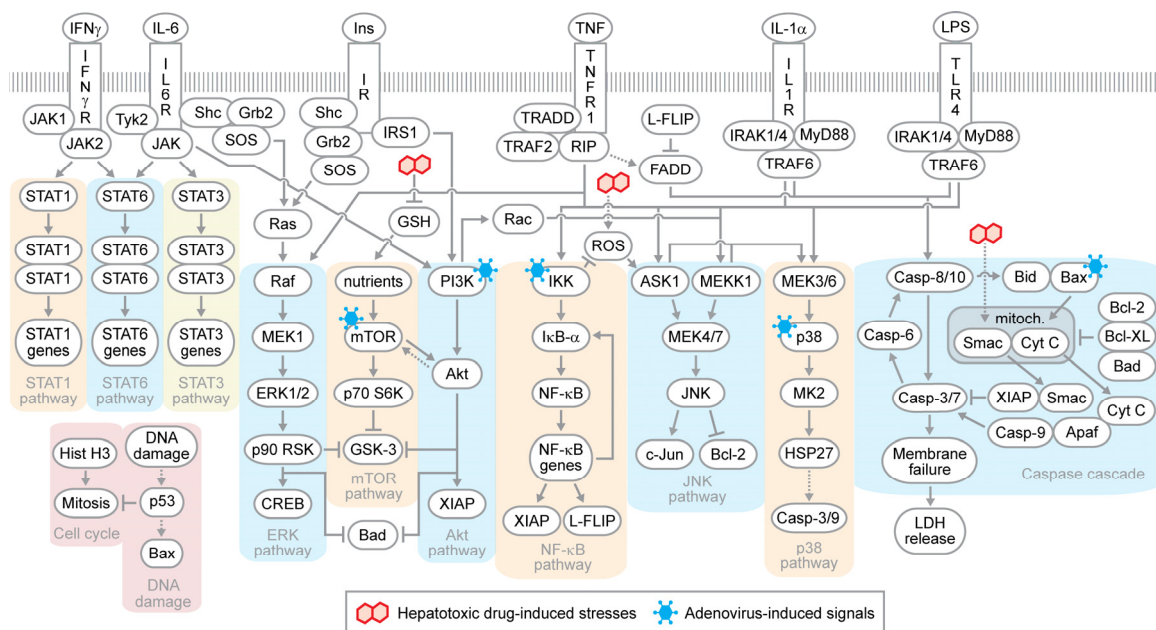 IFNγ
IL-6
Ins
TNF
IL-1α
LPS
IFNγR
IL6R
IR
TNFR1
IL1R
TLR4
JAK1
JAK2
Tyk2
JAK
Shc
Grb2
SOS
Shc
Grb2
SOS
IRS1
TRADD
TRAF2
RIP
L-FLIP
FADD
IRAK1/4
MyD88
TRAF6
IRAK1/4
MyD88
TRAF6
STAT1
STAT6
STAT3
Ras
GSH
Rac
ROS
STAT1
STAT1
STAT6
STAT6
STAT3
STAT3
STAT1
genes
STAT6
genes
STAT3
genes
STAT1
pathway
STAT6
pathway
STAT3
pathway
Raf
MEK1
ERK1/2
p90 RSK
CREB
ERK
pathway
nutrients
mTOR
p70 S6K
GSK-3
mTOR
pathway
Bad
PI3K
Akt
XIAP
Akt
pathway
IKK
IκB-α
NF-κB
NF-κB
genes
XIAP
L-FLIP
NF-κB
pathway
ASK1
MEKK1
MEK4/7
JNK
c-Jun
Bcl-2
JNK
pathway
MEK3/6
p38
MK2
HSP27
Casp-3/9
p38
pathway
Casp-8/10
Bid
Bax
mitoch.
Smac
Cyt C
Bcl-2
Bcl-XL
Bad
Casp-6
Casp-3/7
XIAP
Smac
Cyt C
Casp-9
Apaf
Membrane
failure
Caspase cascade
LDH
release
Hist H3
Mitosis
Cell cycle
DNA
damage
p53
Bax
DNA
damage
Hepatotoxic drug-induced stresses
Adenovirus-induced signals